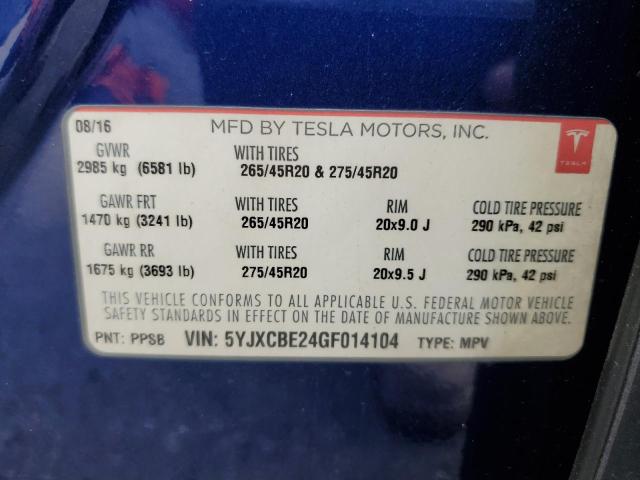 08/16 MFD BY TESLA MOTORS, INC.
GVWR WITH TIRES
2985 kg (6581 lb) 265/45R20 & 275/45R20
TESLA
GAWR FRT WITH TIRES RIM COLD TIRE PRESSURE
1470 kg (3241 lb) 265/45R20 20x9.0 J 290 kPa, 42 psi
GAWR RR WITH TIRES RIM COLD TIRE PRESSURE
1675 kg (3693 lb) 275/45R20 20x9.5 J 290 kPa, 42 psi
THIS VEHICLE CONFORMS TO ALL APPLICABLE U.S. FEDERAL MOTOR VEHICLE
SAFETY STANDARDS IN EFFECT ON THE DATE OF MANUFACTURE SHOWN ABOVE.
PNT: PPSB VIN: 5YJXCBE24GF014104 TYPE: MPV